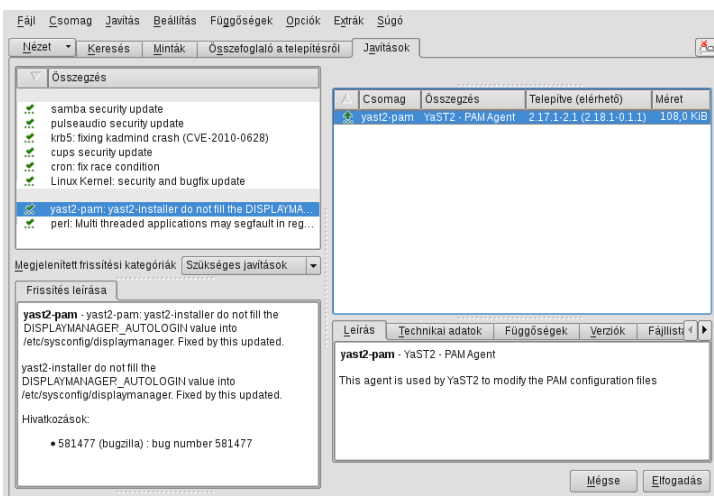 Fájl Csomag Javítás Beállítás Függőségek Opciók Extrák Súgó
Nézet Keresés Minták Összefoglaló a telepítésről Javítások
Összegzés
samba security update
pulseaudio security update
krb5: fixing kadmind crash (CVE-2010-0628)
cups security update
cron: fix race condition
Linux Kernel: security and bugfix update
yast2-pam: yast2-installer do not fill the DISPLAYMA...
perl: Multi threaded applications may segfault in reg...
Megjelenített frissítési kategóriák Szükséges javítások
Frissítés leírása
yast2-pam - yast2-pam: yast2-installer do not fill the
DISPLAYMANAGER_AUTOLOGIN value into
/etc/sysconfig/displaymanager. Fixed by this updated.
yast2-installer do not fill the
DISPLAYMANAGER_AUTOLOGIN value into
/etc/sysconfig/displaymanager. Fixed by this updated.
Hivatkozások:
• 581477 (bugzilla) : bug number 581477
Csomag Összegzés Telepítve (elérhető) Méret
yast2-pam YaST2 - PAM Agent 2.17.1-2.1 (2.18.1-0.1.1) 108,0 KiB
Leírás Technikai adatok Függőségek Verziók Fájllista
yast2-pam - YaST2 - PAM Agent
This agent is used by YaST2 to modify the PAM configuration files
Mégse Elfogadás